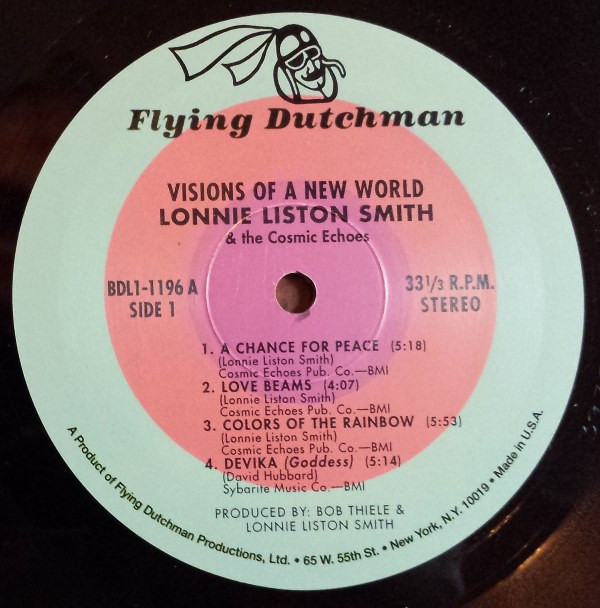 Flying Dutchman
VISIONS OF A NEW WORLD
LONNIE LISTON SMITH
& the Cosmic Echoes
BDL1-1196 A
SIDE 1
33 1/3 R.P.M.
STEREO
1. A CHANCE FOR PEACE (5:18)
(Lonnie Liston Smith)
Cosmic Echoes Pub. Co.—BMI
2. LOVE BEAMS (4:07)
(Lonnie Liston Smith)
Cosmic Echoes Pub. Co.—BMI
3. COLORS OF THE RAINBOW (5:53)
(Lonnie Liston Smith)
Cosmic Echoes Pub. Co.—BMI
4. DEVIKA (Goddess) (5:14)
(David Hubbard)
Sybarite Music Co.—BMI
PRODUCED BY: BOB THIELE &
LONNIE LISTON SMITH
A Product of Flying Dutchman Productions, Ltd. • 65 W. 55th St. • New York, N.Y. 10019 • Made in U.S.A.